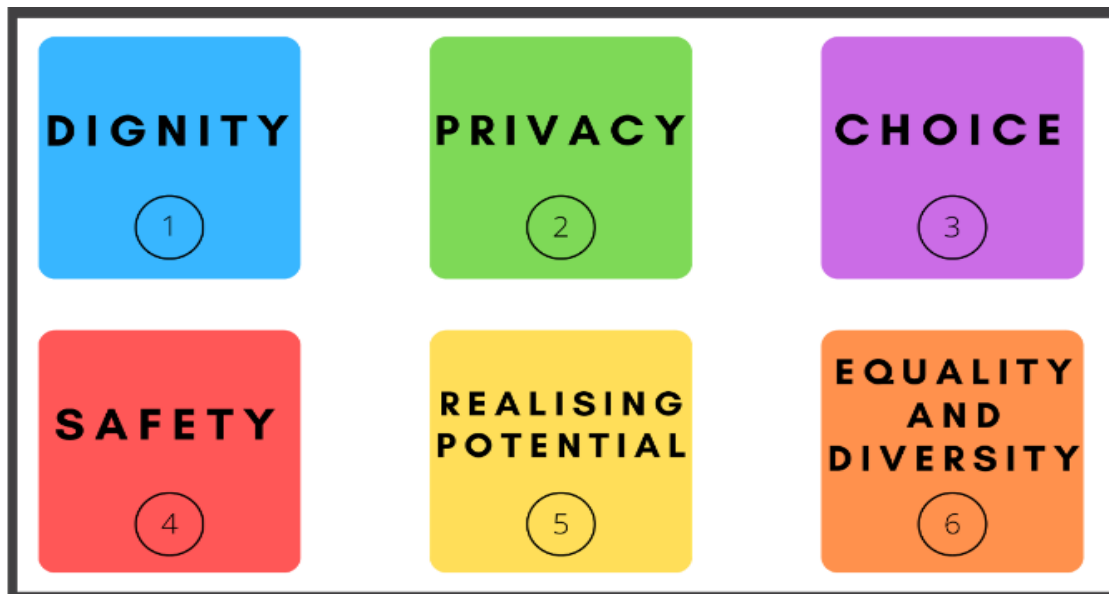 DIGNITY
1
PRIVACY
2
CHOICE
3
SAFETY
4
REALISING
POTENTIAL
5
EQUALITY
AND
DIVERSITY
6